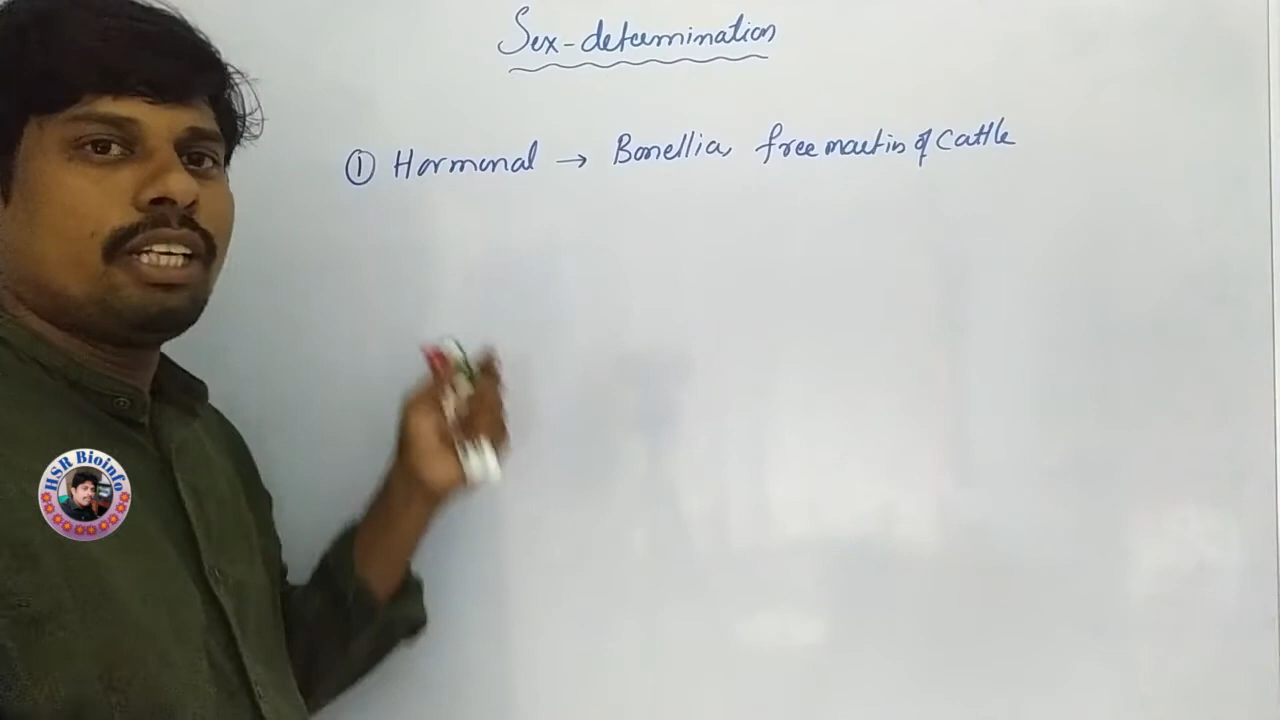 Sex-determination
① Hormonal → Bonellia, free martin of cattle
HSR Bioinfo